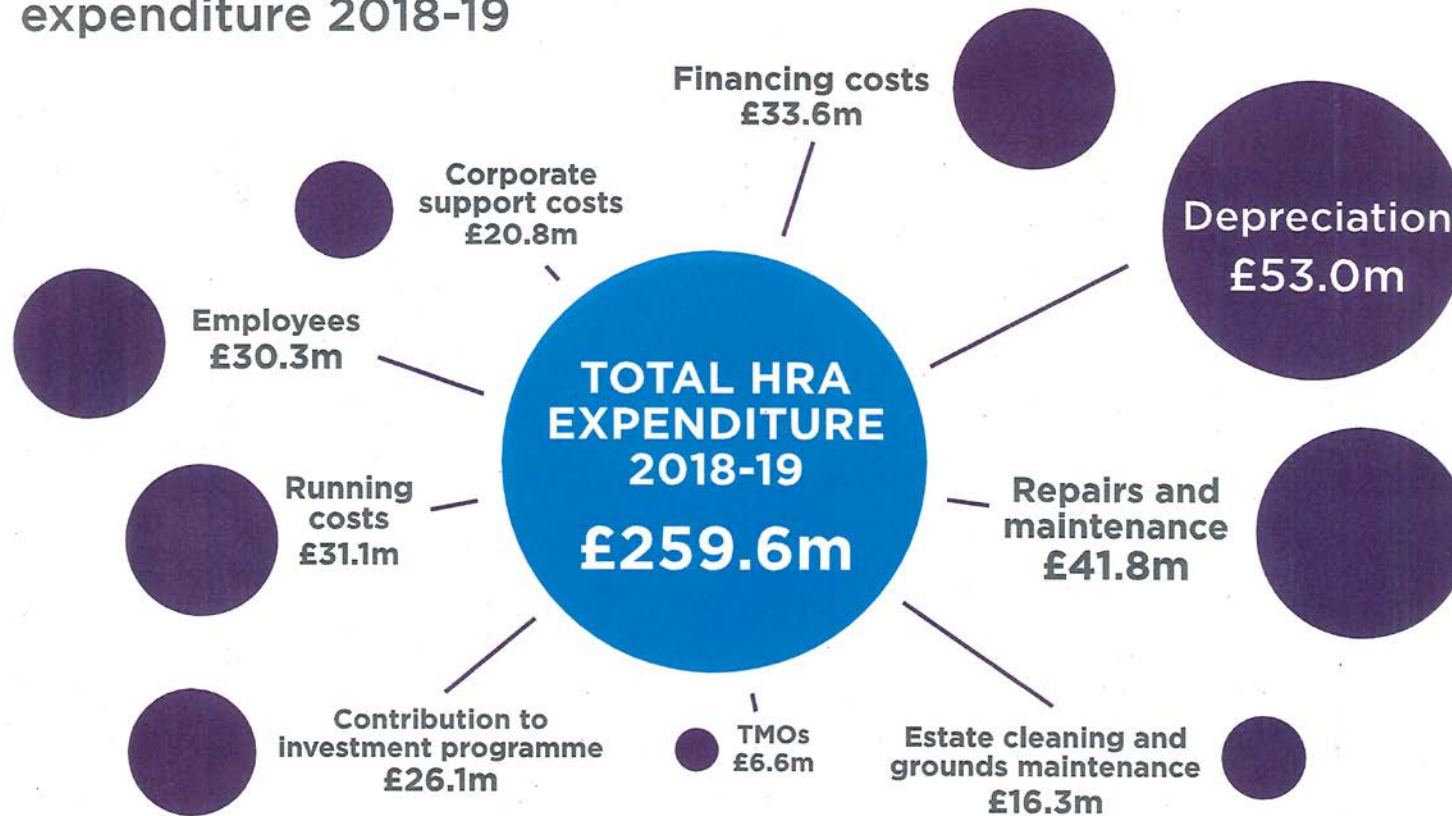 expenditure 2018-19
Financing costs
£33.6m
Corporate
support costs
£20.8m
Depreciation
£53.0m
Employees
£30.3m
TOTAL HRA
EXPENDITURE
2018-19
£259.6m
Running
costs
£31.1m
Repairs and
maintenance
£41.8m
Contribution to
investment programme
£26.1m
TMOs
£6.6m
Estate cleaning and
grounds maintenance
£16.3m